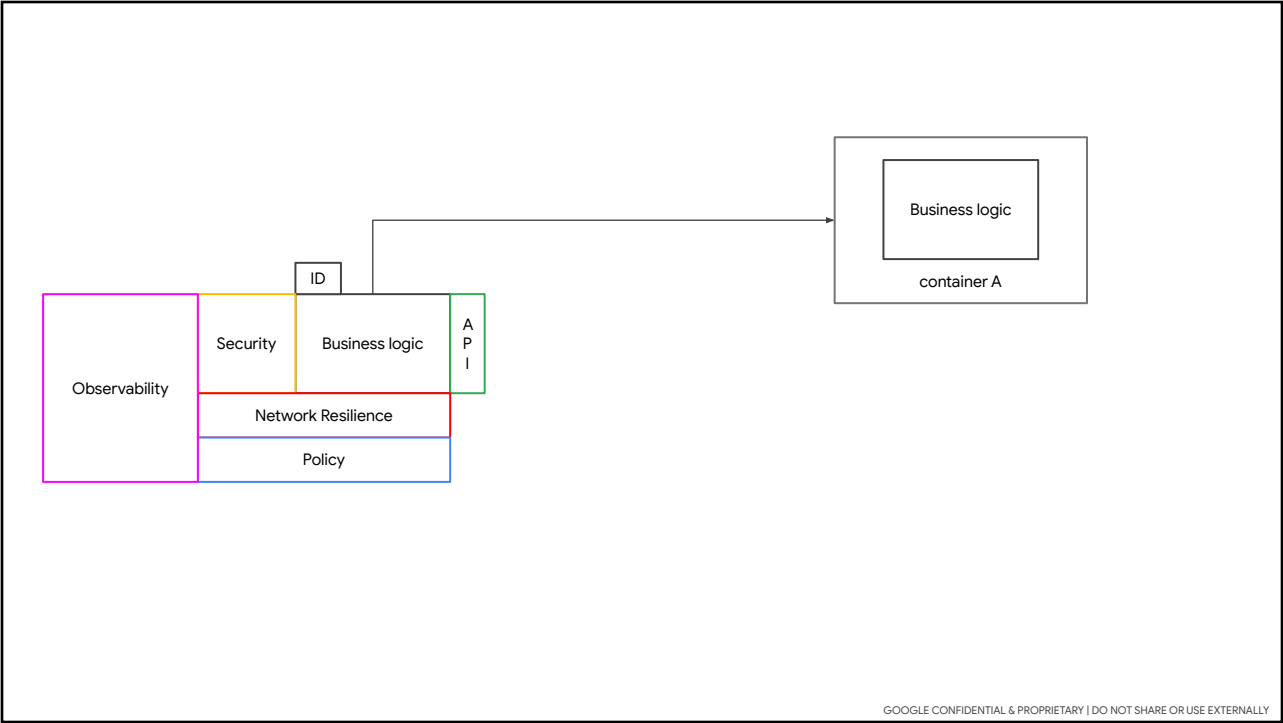 Business logic
container A
ID
Observability
Security
Business logic
A
P
I
Network Resilience
Policy
GOOGLE CONFIDENTIAL & PROPRIETARY | DO NOT SHARE OR USE EXTERNALLY